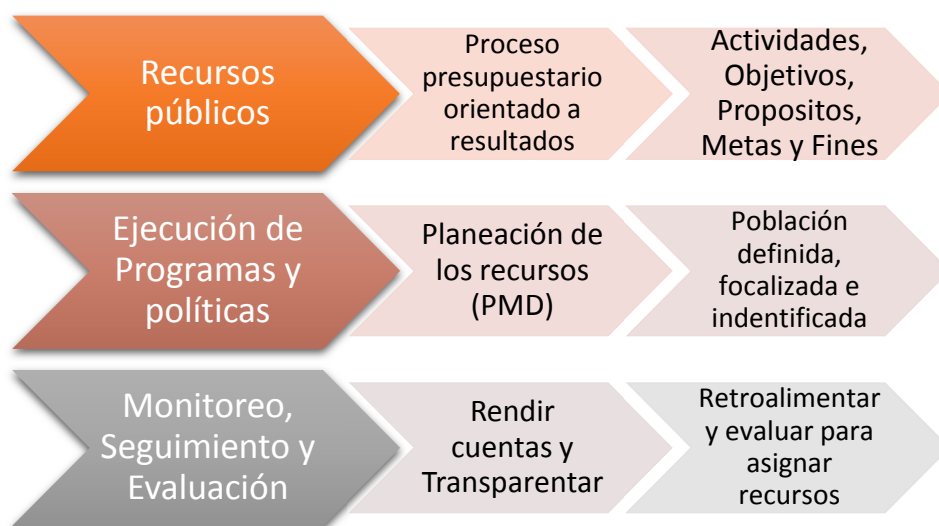 Recursos
públicos
Proceso
presupuestario
orientado a
resultados
Actividades,
Objetivos,
Propositos,
Metas y Fines
Ejecución de
Programas y
políticas
Planeación de
los recursos
(PMD)
Población
definida,
focalizada e
indentificada
Monitoreo,
Seguimiento y
Evaluación
Rendir
cuentas y
Transparentar
Retroalimentar
y evaluar para
asignar
recursos